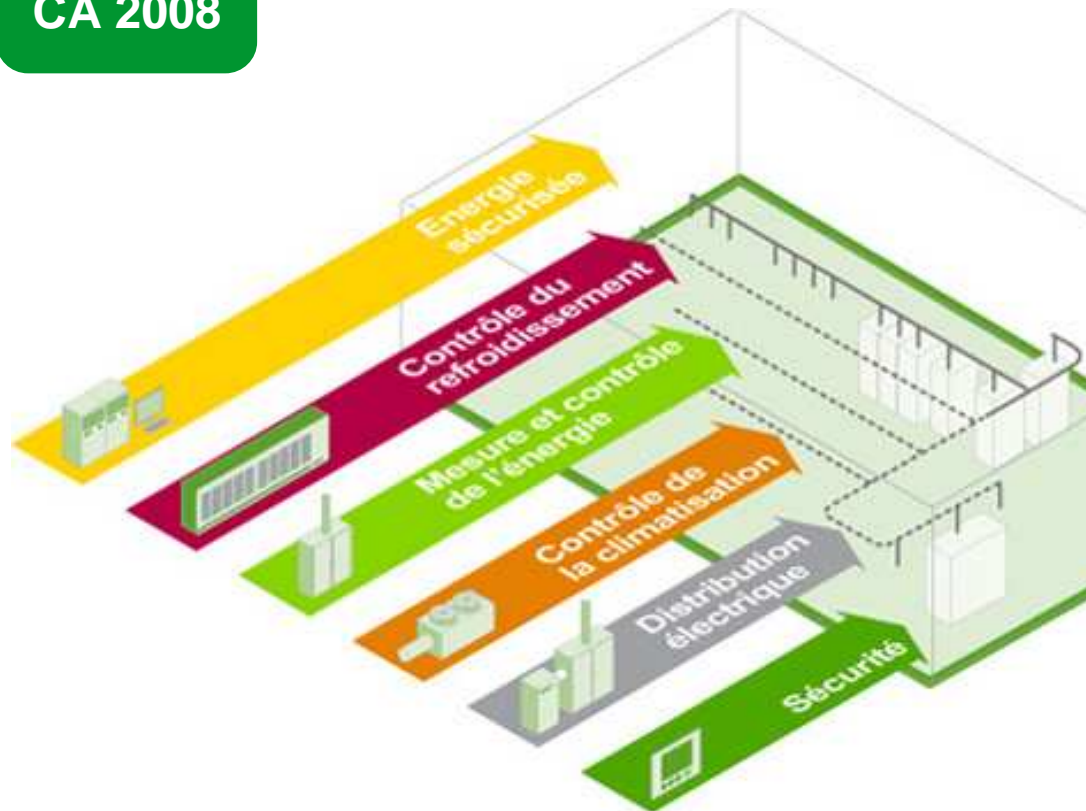 CA 2008
Energie
sécurisée
Contrôle du
refroidissement
Mesure et contrôle
de l'énergie
Contrôle de
la climatisation
Distribution
électrique
Sécurité